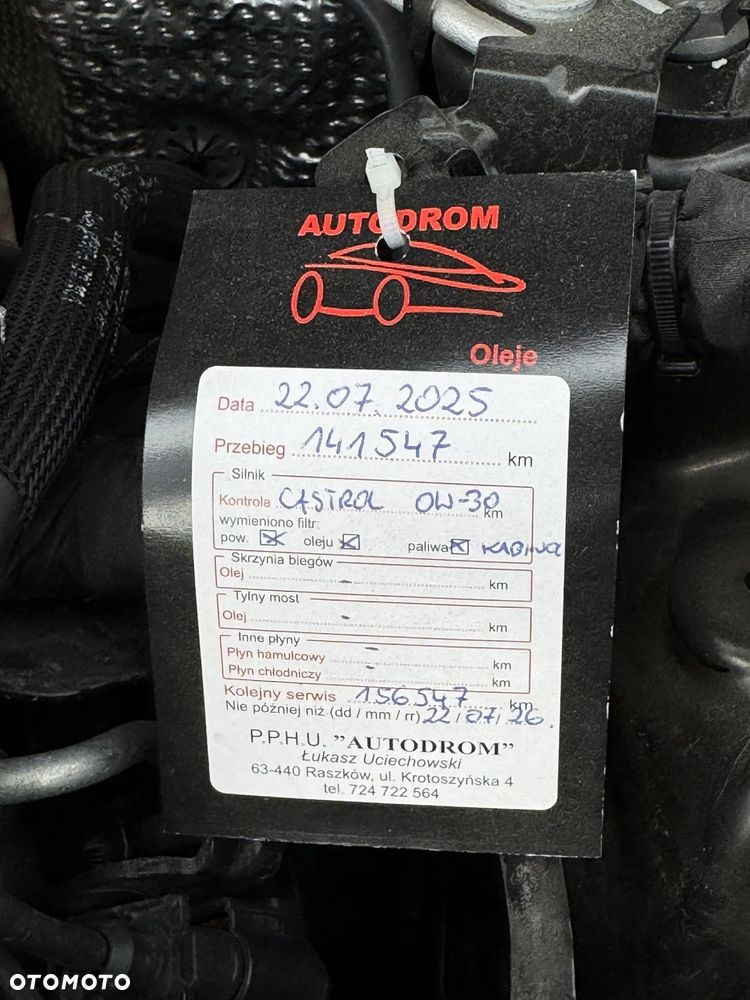 AUTODROM
Oleje
Data 22.07.2025
Przebieg 141547 km
Silnik
Kontrola CASTROL 0W-30 km
wymieniono filtr:
pow. oleju paliwa KABINA
Skrzynia biegów
Olej - km
Tylny most
Olej - km
Inne płyny
Płyn hamulcowy - km
Płyn chłodniczy - km
Kolejny serwis 156547 km
Nie później niż (dd / mm / rr) 22/07/26.
P.P.H.U. "AUTODROM"
Łukasz Uciechowski
63-440 Raszków, ul. Krotoszyńska 4
tel. 724 722 564
OTOMOTO